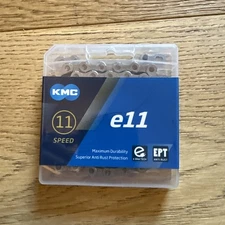 KMC
11
SPEED
e11
Maximum Durability
Superior Anti Rust Protection
e
EPT